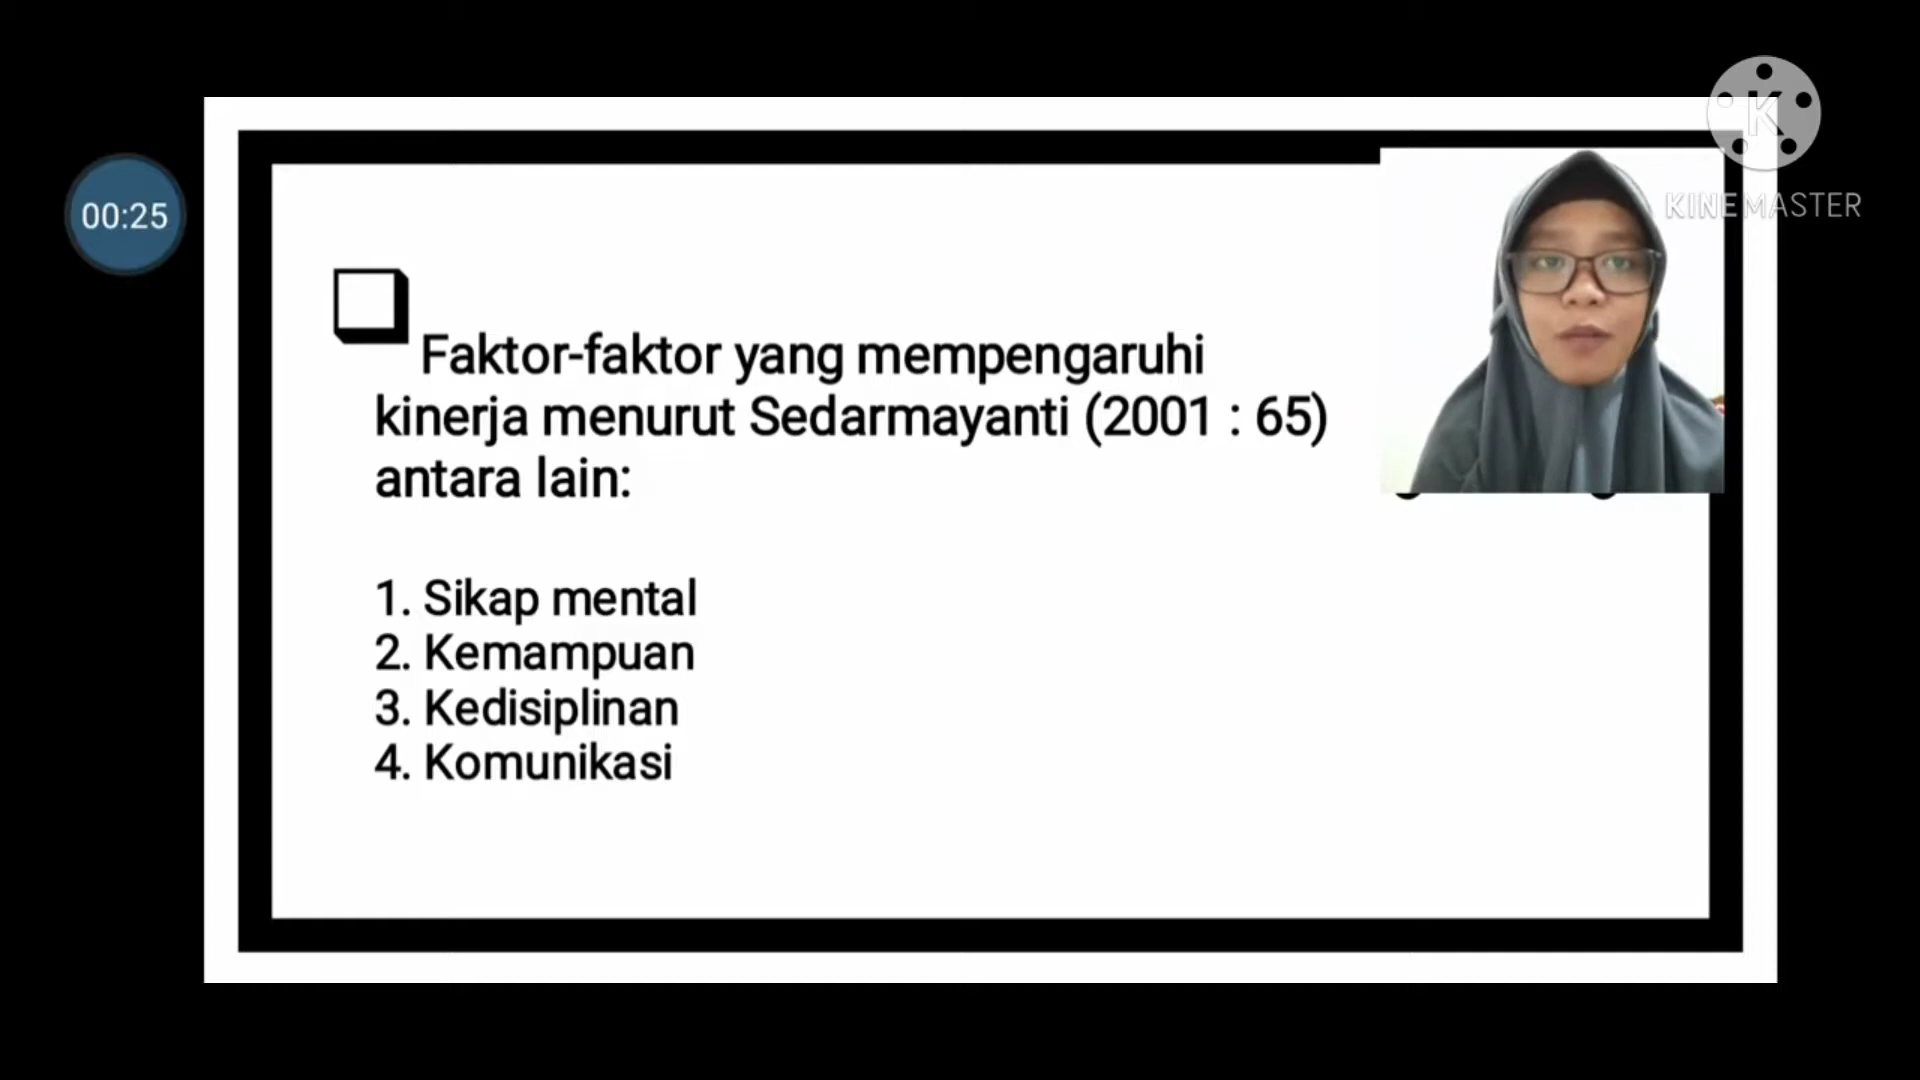 00:25
K
KINEMASTER
Faktor-faktor yang mempengaruhi
kinerja menurut Sedarmayanti (2001 : 65)
antara lain:
1. Sikap mental
2. Kemampuan
3. Kedisiplinan
4. Komunikasi